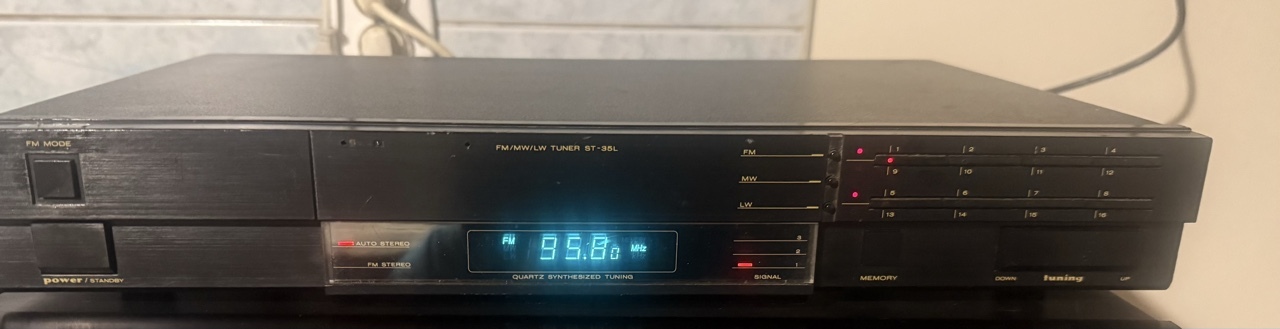 FM MODE
FM/MW/LW TUNER ST-35L
FM
MW
LW
1 2 3 4
9 10 11 12
5 6 7 8
13 14 15 16
AUTO STEREO
FM STEREO
FM 95.80 MHz
QUARTZ SYNTHESIZED TUNING
3
2
1
SIGNAL
power / STANDBY
MEMORY
DOWN tuning UP